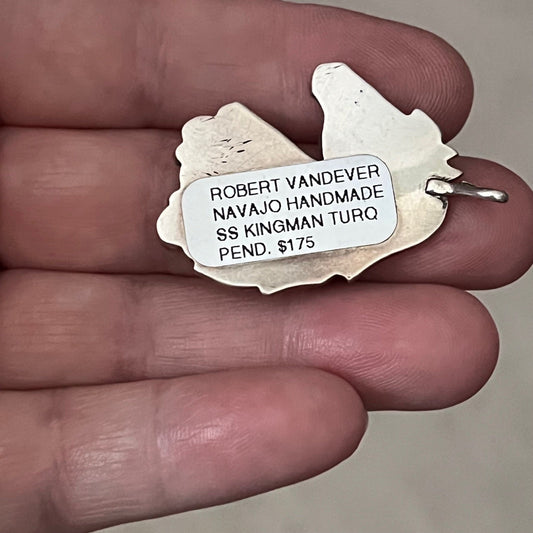 ROBERT VANDEVER
NAVAJO HANDMADE
SS KINGMAN TURQ
PEND. $175